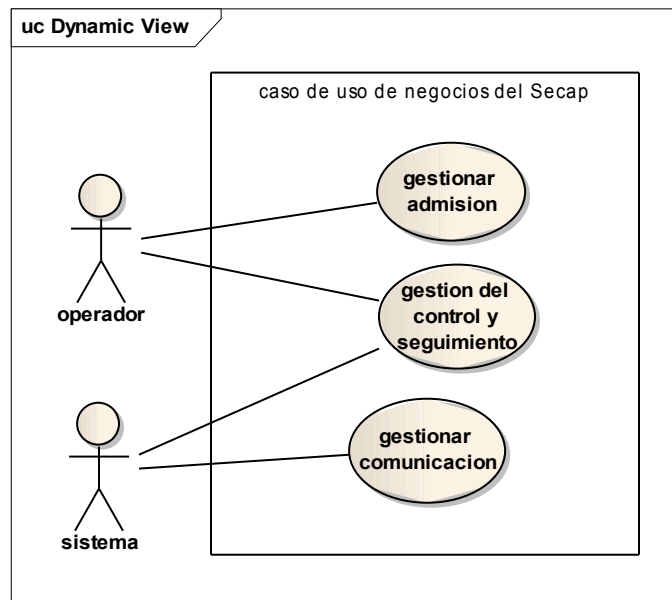 uc Dynamic View
caso de uso de negocios del Secap
gestionar
admision
gestion del
control y
seguimiento
operador
gestionar
comunicacion
sistema